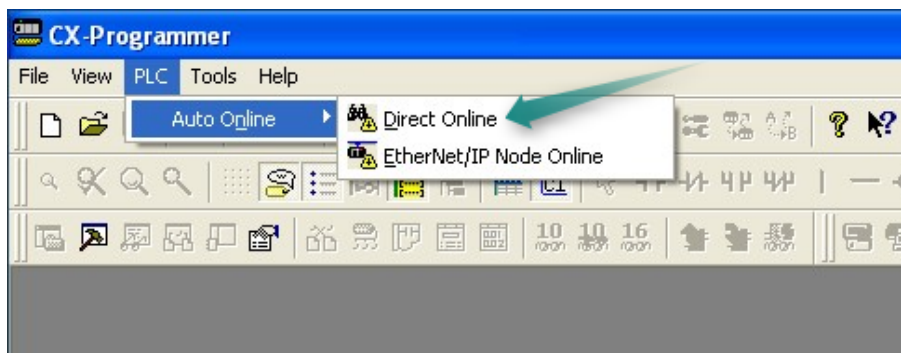 CX-Programmer
File View PLC Tools Help
Auto Online
Direct Online
EtherNet/IP Node Online
10 10 16